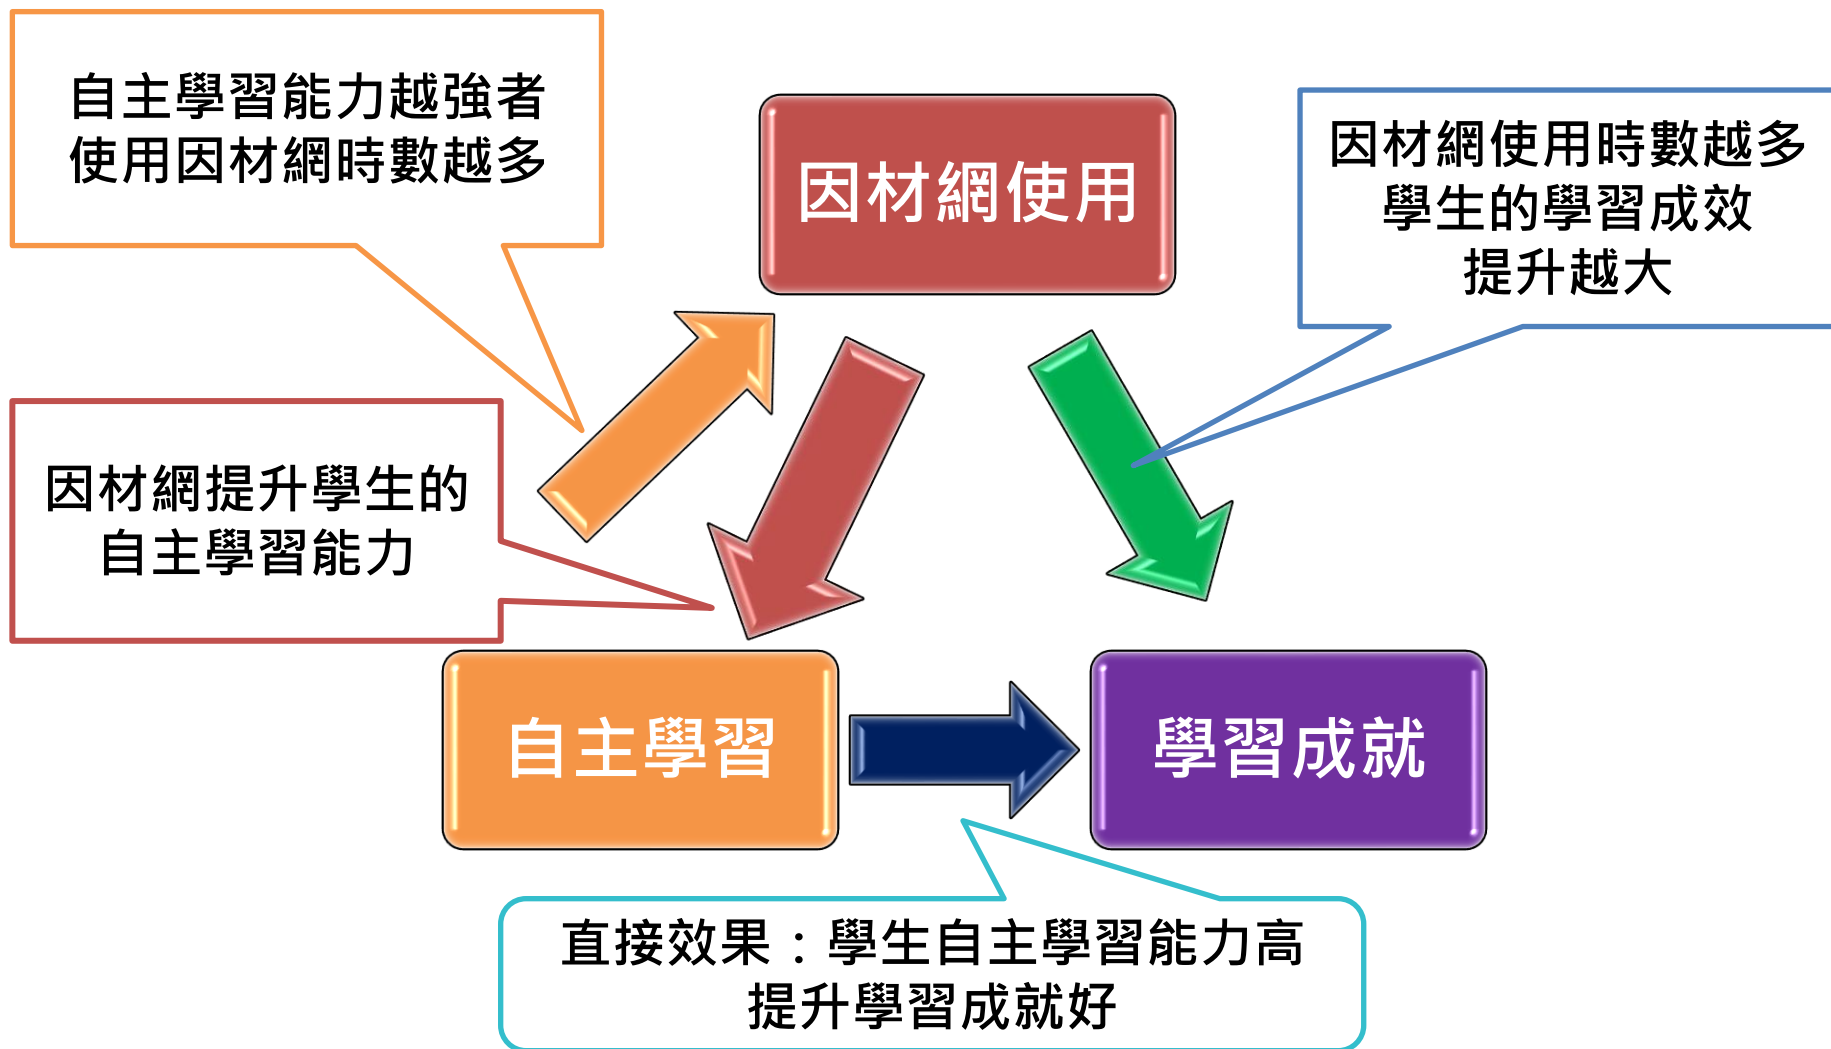 自主學習能力越強者
使用因材網時數越多
因材網使用
因材網使用時數越多
學生的學習成效
提升越大
因材網提升學生的
自主學習能力
自主學習
學習成就
直接效果：學生自主學習能力高
提升學習成就好